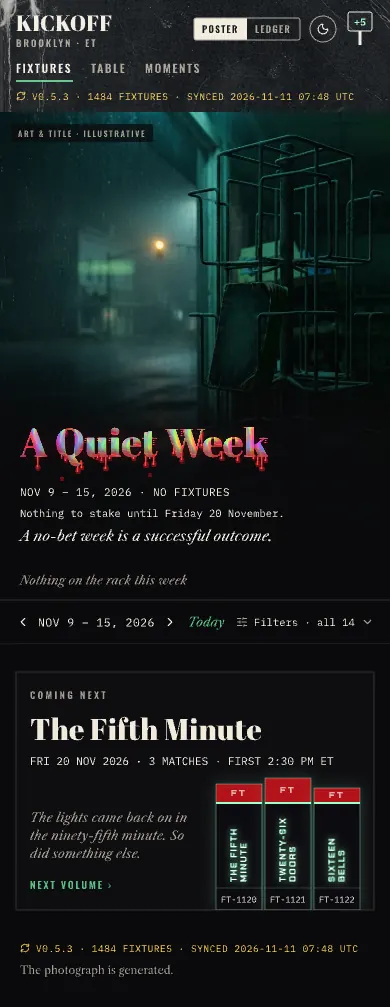 KICKOFF
BROOKLYN · ET
POSTER LEDGER
+5
FIXTURES TABLE MOMENTS
V0.5.3 · 1484 FIXTURES · SYNCED 2026-11-11 07:48 UTC
ART & TITLE · ILLUSTRATIVE
A Quiet Week
NOV 9 – 15, 2026 · NO FIXTURES
Nothing to stake until Friday 20 November.
A no-bet week is a successful outcome.
Nothing on the rack this week
‹ NOV 9 – 15, 2026 › Today Filters · all 14
COMING NEXT
The Fifth Minute
FRI 20 NOV 2026 · 3 MATCHES · FIRST 2:30 PM ET
The lights came back on in
the ninety-fifth minute. So
did something else.
NEXT VOLUME ›
FT FT FT
THE FIFTH
MINUTE
TWENTY-SIX
DOORS
SIXTEEN
BELLS
FT-1120 FT-1121 FT-1122
V0.5.3 · 1484 FIXTURES · SYNCED 2026-11-11 07:48 UTC
The photograph is generated.